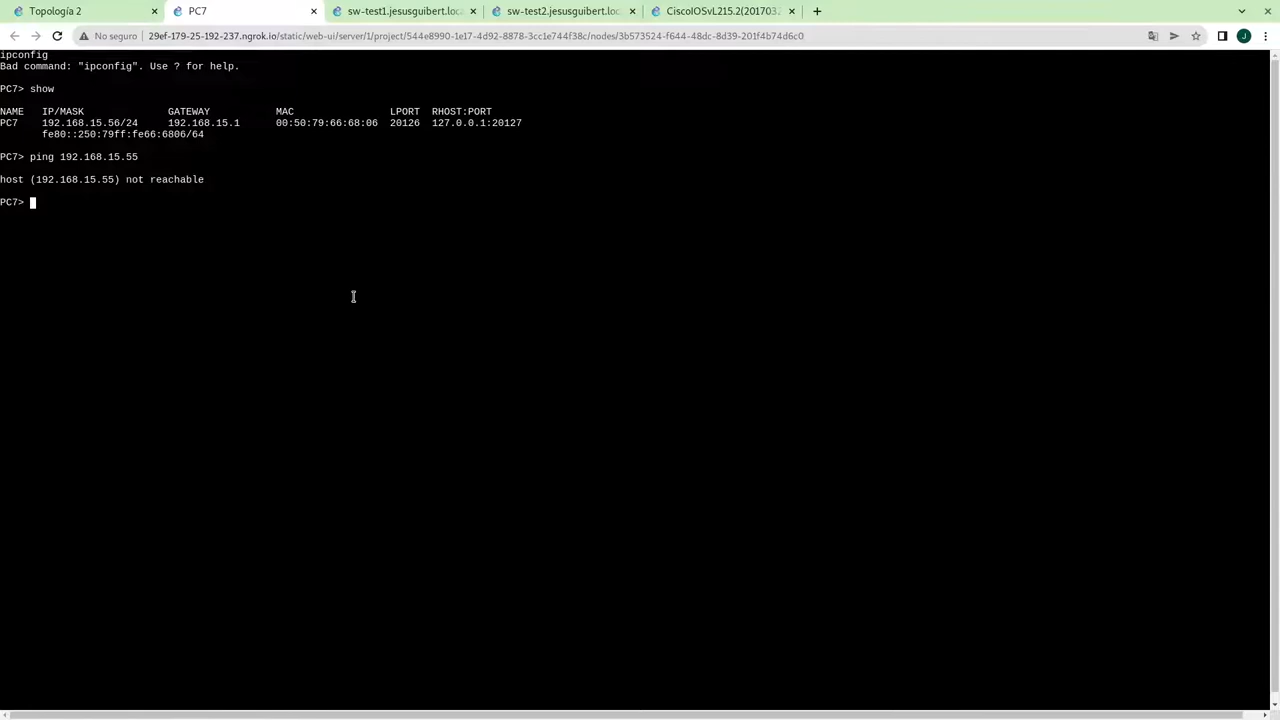 Topología 2
PC7
sw-test1.jesusguibert.loca
sw-test2.jesusguibert.loc
CiscoIOSvL215.2(201703
No seguro
29ef-179-25-192-237.ngrok.io/static/web-ui/server/1/project/544e8990-1e17-4d92-8878-3cc1e744f38c/nodes/3b573524-f644-48dc-8d39-201f4b74d6c0
J
ipconfig
Bad command: "ipconfig". Use ? for help.
PC7> show
NAME IP/MASK GATEWAY MAC LPORT RHOST:PORT
PC7 192.168.15.56/24 192.168.15.1 00:50:79:66:68:06 20126 127.0.0.1:20127
fe80::250:79ff:fe66:6806/64
PC7> ping 192.168.15.55
host (192.168.15.55) not reachable
PC7>